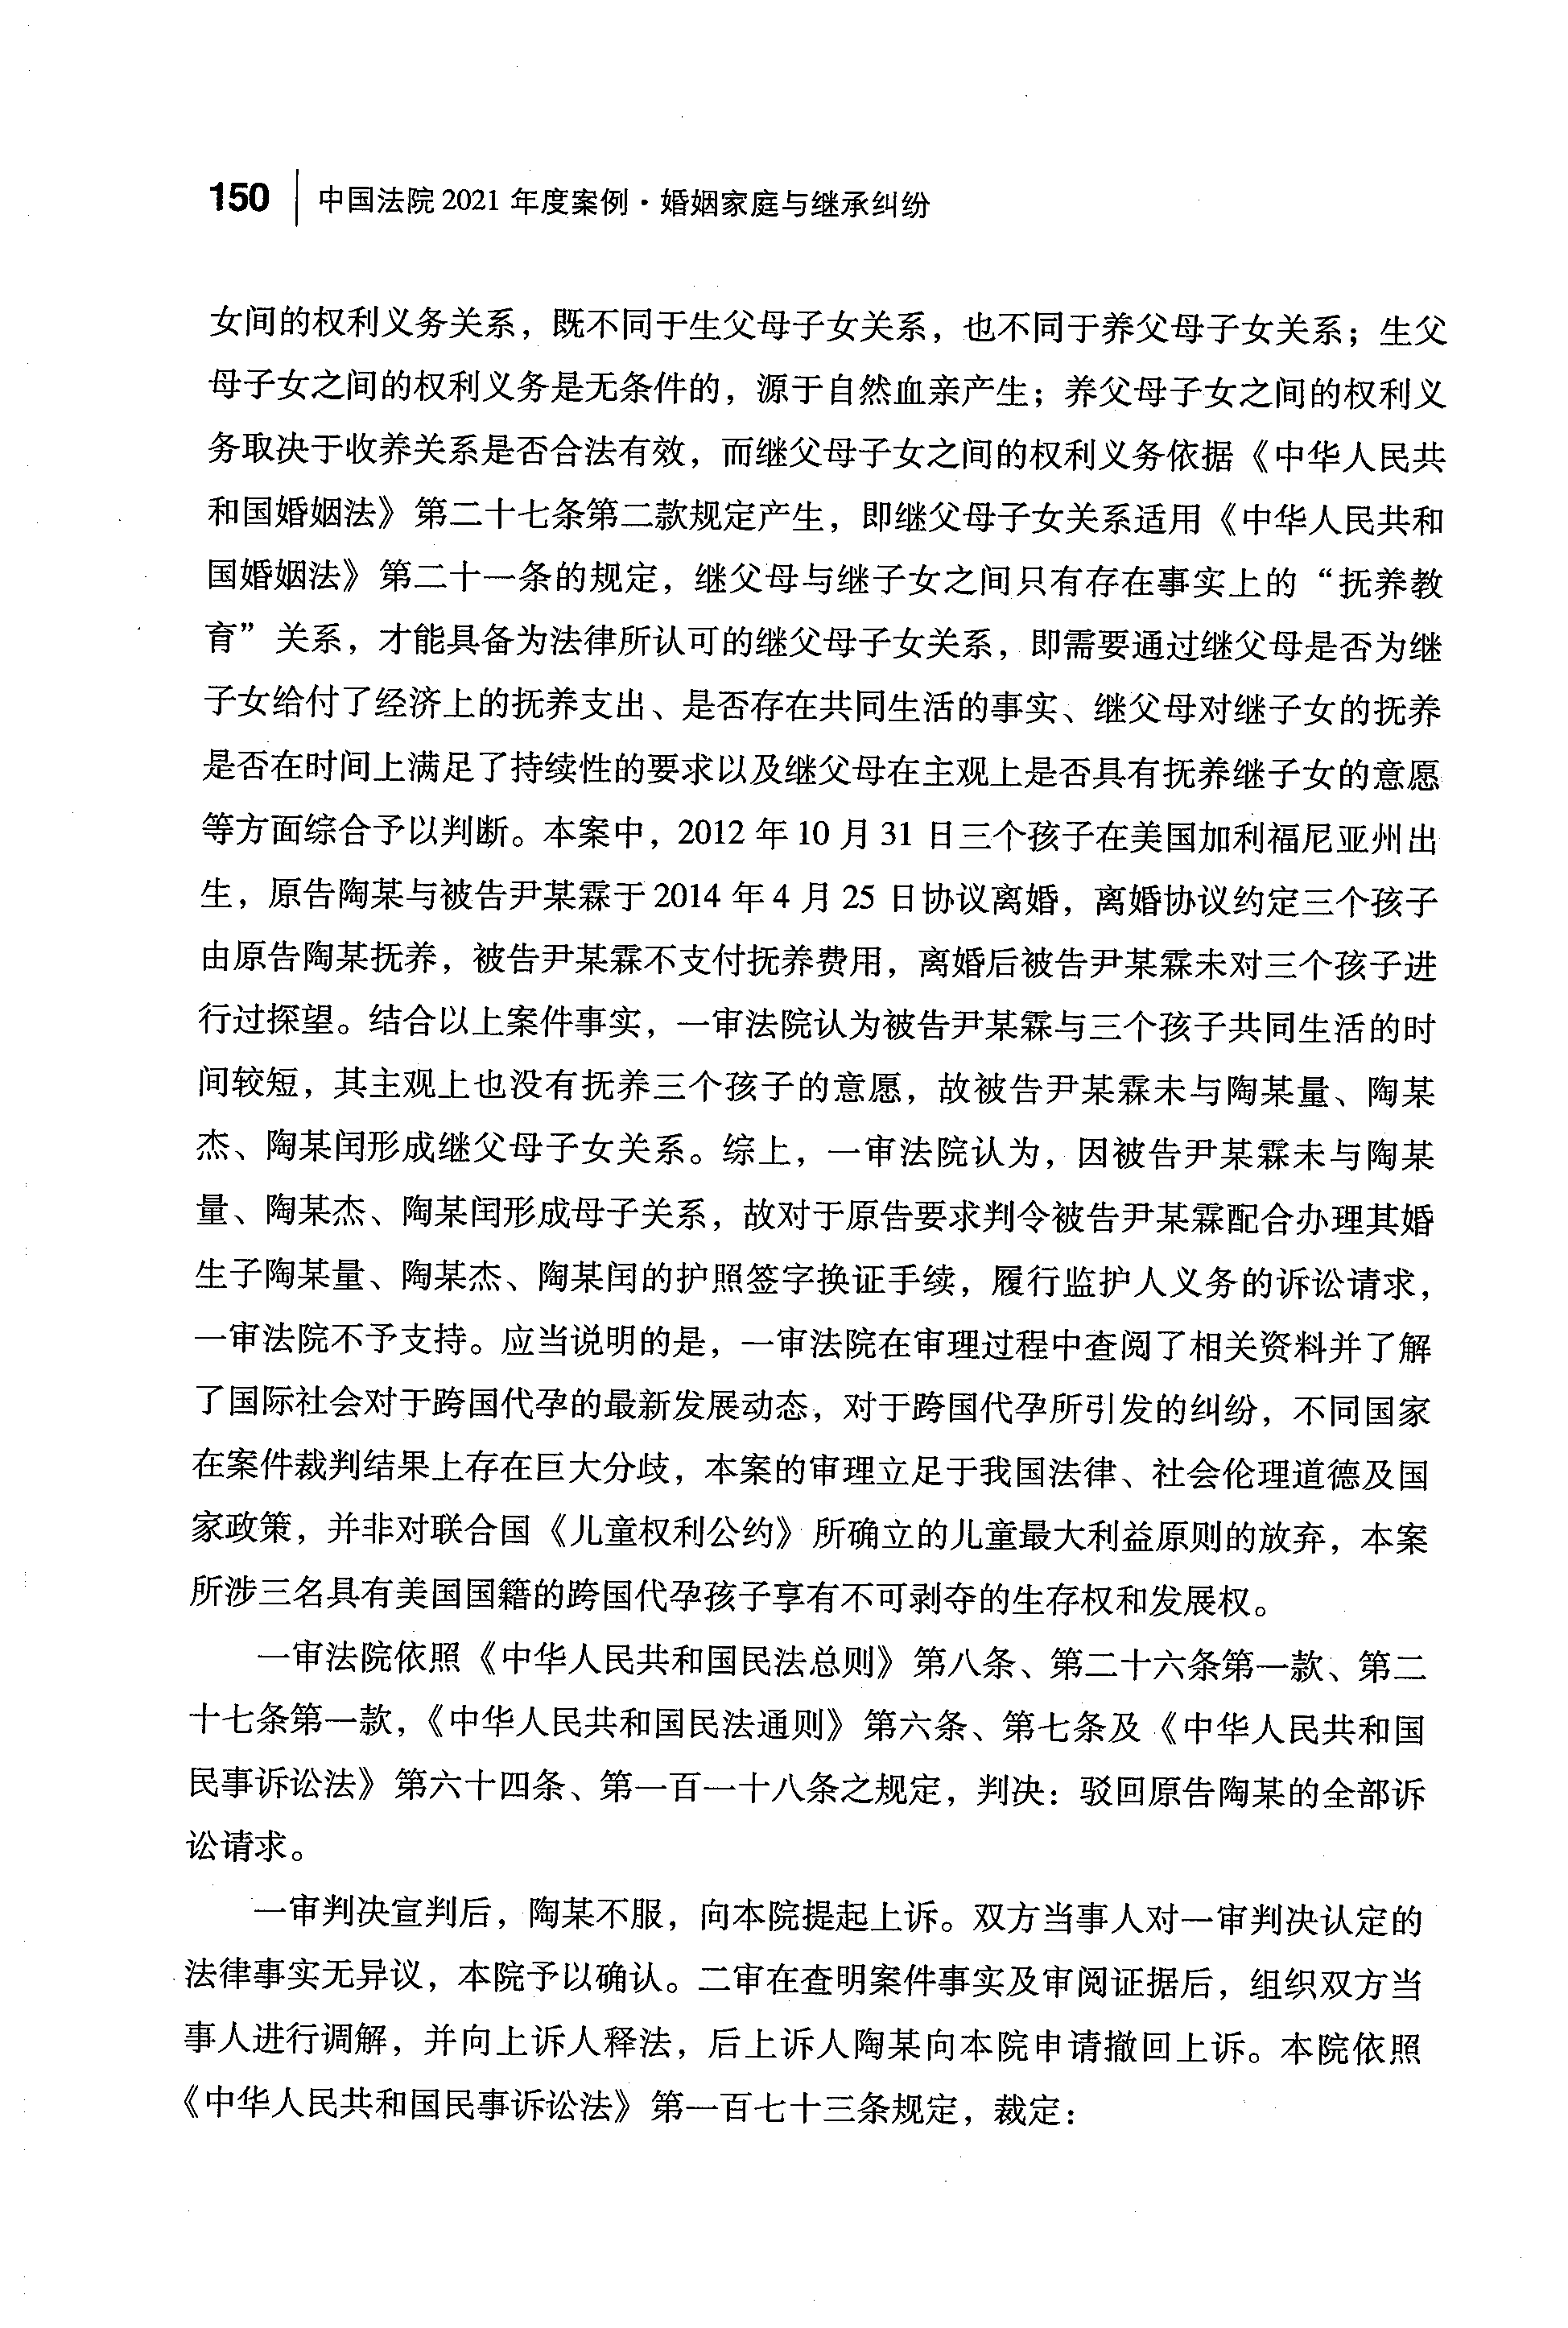 150 中国法院 2021 年度案例·婚姻家庭与继承纠纷
女间的权利义务关系，既不同于生父母子女关系，也不同于养父母子女关系；生父
母子女之间的权利义务是无条件的，源于自然血亲产生；养父母子女之间的权利义
务取决于收养关系是否合法有效，而继父母子女之间的权利义务依据《中华人民共
和国婚姻法》第二十七条第二款规定产生，即继父母子女关系适用《中华人民共和
国婚姻法》第二十一条的规定，继父母与继子女之间只有存在事实上的“抚养教
育”关系，才能具备为法律所认可的继父母子女关系，即需要通过继父母是否为继
子女给付了经济上的抚养支出、是否存在共同生活的事实、继父母对继子女的抚养
是否在时间上满足了持续性的要求以及继父母在主观上是否具有抚养继子女的意愿
等方面综合予以判断。本案中，2012 年 10 月 31 日三个孩子在美国加利福尼亚州出
生，原告陶某与被告尹某霖于 2014 年 4 月 25 日协议离婚，离婚协议约定三个孩子
由原告陶某抚养，被告尹某霖不支付抚养费用，离婚后被告尹某霖未对三个孩子进
行过探望。结合以上案件事实，一审法院认为被告尹某霖与三个孩子共同生活的时
间较短，其主观上也没有抚养三个孩子的意愿，故被告尹某霖未与陶某量、陶某
杰、陶某闰形成继父母子女关系。综上，一审法院认为，因被告尹某霖未与陶某
量、陶某杰、陶某闰形成母子关系，故对于原告要求判令被告尹某霖配合办理其婚
生子陶某量、陶某杰、陶某闰的护照签字换证手续，履行监护人义务的诉讼请求，
一审法院不予支持。应当说明的是，一审法院在审理过程中查阅了相关资料并了解
了国际社会对于跨国代孕的最新发展动态，对于跨国代孕所引发的纠纷，不同国家
在案件裁判结果上存在巨大分歧，本案的审理立足于我国法律、社会伦理道德及国
家政策，并非对联合国《儿童权利公约》所确立的儿童最大利益原则的放弃，本案
所涉三名具有美国国籍的跨国代孕孩子享有不可剥夺的生存权和发展权。
一审法院依照《中华人民共和国民法总则》第八条、第二十六条第一款、第二
十七条第一款，《中华人民共和国民法通则》第六条、第七条及《中华人民共和国
民事诉讼法》第六十四条、第一百一十八条之规定，判决：驳回原告陶某的全部诉
讼请求。
一审判决宣判后，陶某不服，向本院提起上诉。双方当事人对一审判决认定的
法律事实无异议，本院予以确认。二审在查明案件事实及审阅证据后，组织双方当
事人进行调解，并向上诉人释法，后上诉人陶某向本院申请撤回上诉。本院依照
《中华人民共和国民事诉讼法》第一百七十三条规定，裁定：